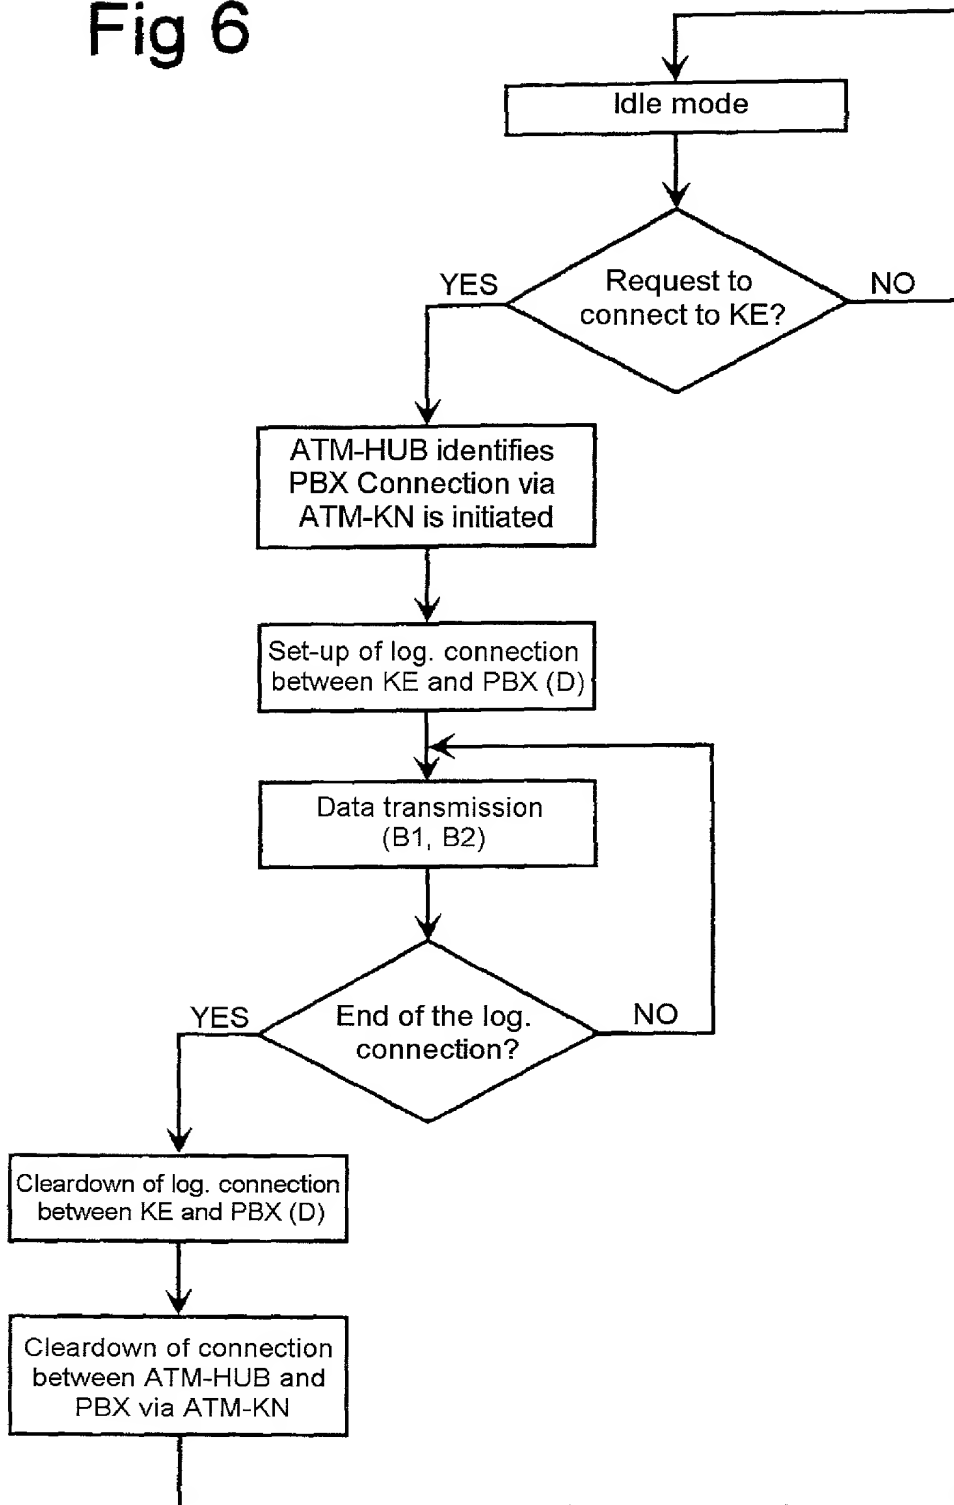 Fig 6
Idle mode
Request to
connect to KE?
YES
NO
ATM-HUB identifies
PBX Connection via
ATM-KN is initiated
Set-up of log. connection
between KE and PBX (D)
Data transmission
(B1, B2)
End of the log.
connection?
YES
NO
Cleardown of log. connection
between KE and PBX (D)
Cleardown of connection
between ATM-HUB and
PBX via ATM-KN